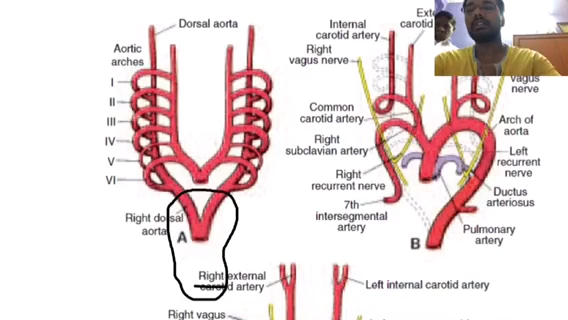 Dorsal aorta
Aortic
arches
I
II
III
IV
V
VI
Right dorsal
aorta
A
Internal
carotid artery
carotid
Right
vagus nerve
vagus
nerve
Common
carotid artery
Arch of
aorta
Right
subclavian artery
Left
recurrent
nerve
Right
recurrent nerve
Ductus
arteriosus
7th
intersegmental
artery
Pulmonary
artery
B
Right external
carotid artery
Left internal carotid artery
Right vagus